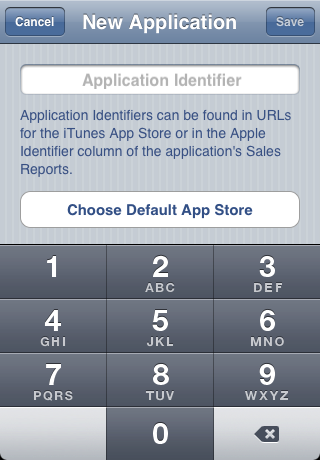 Cancel New Application Save
Application Identifier
Application Identifiers can be found in URLs
for the iTunes App Store or in the Apple
Identifier column of the application's Sales
Reports.
Choose Default App Store
1 2 3
ABC DEF
4 5 6
GHI JKL MNO
7 8 9
PQRS TUV WXYZ
0